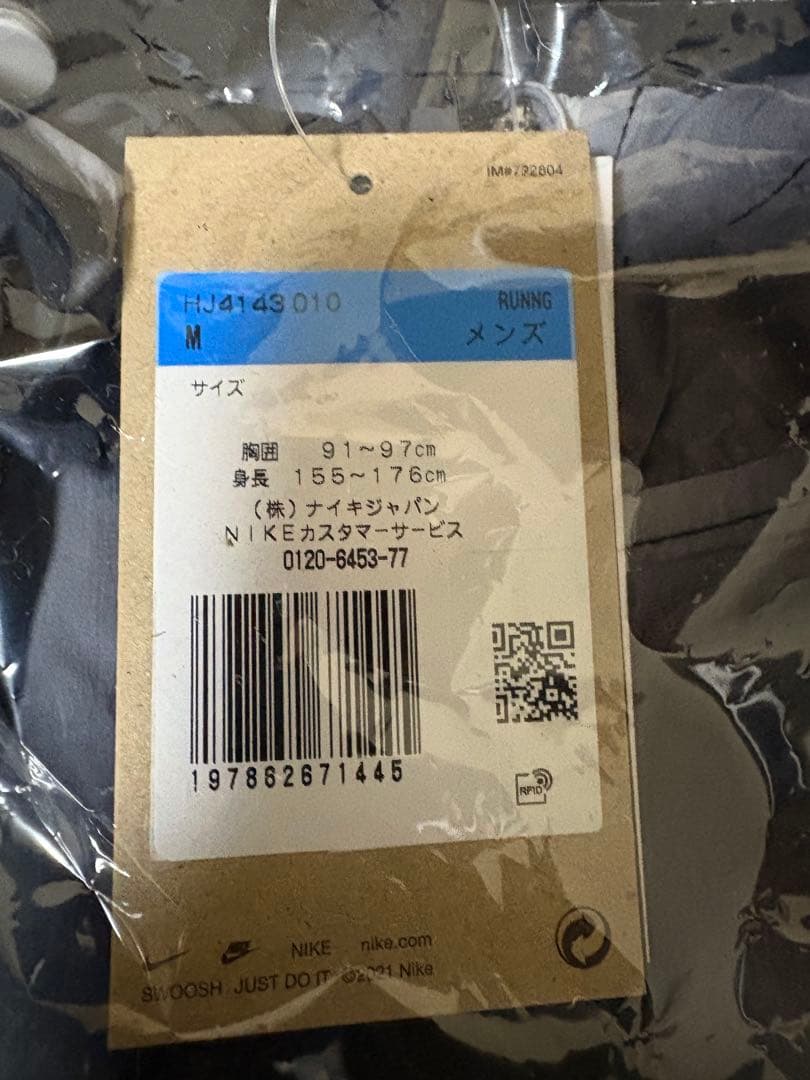 IM#792804
HJ4143 010 RUNNG
M メンズ
サイズ
胸囲 91~97cm
身長 155~176cm
(株)ナイキジャパン
NIKEカスタマーサービス
0120-6453-77
197862671445
RFID
NIKE nike.com
SWOOSH JUST DO IT ©2021 Nike